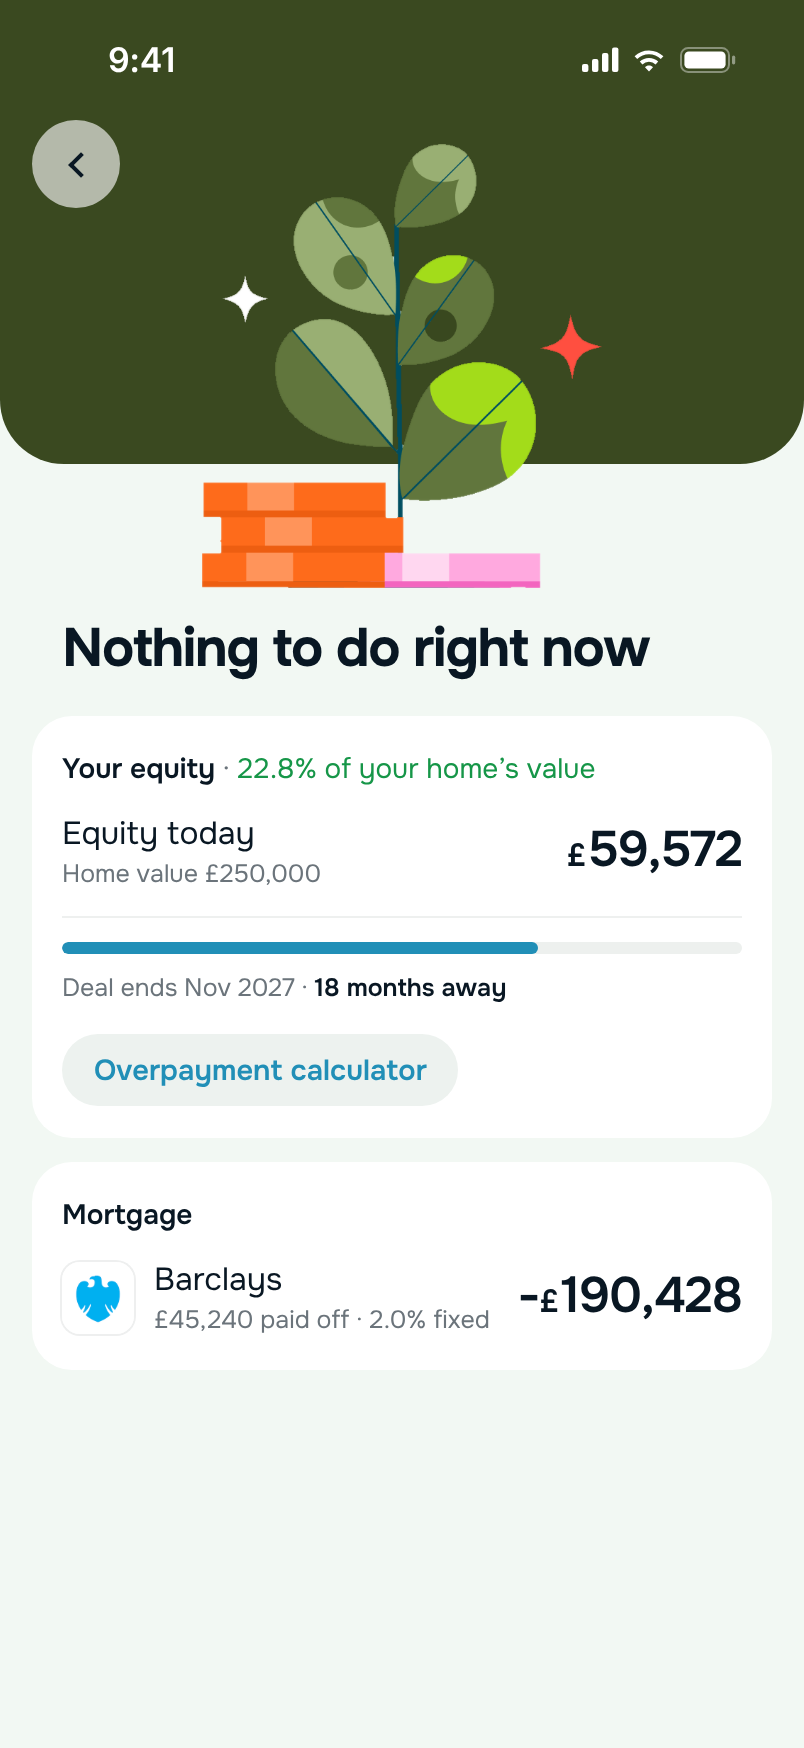 9:41
Nothing to do right now
Your equity · 22.8% of your home’s value
Equity today
£59,572
Home value £250,000
Deal ends Nov 2027 · 18 months away
Overpayment calculator
Mortgage
Barclays
-£190,428
£45,240 paid off · 2.0% fixed